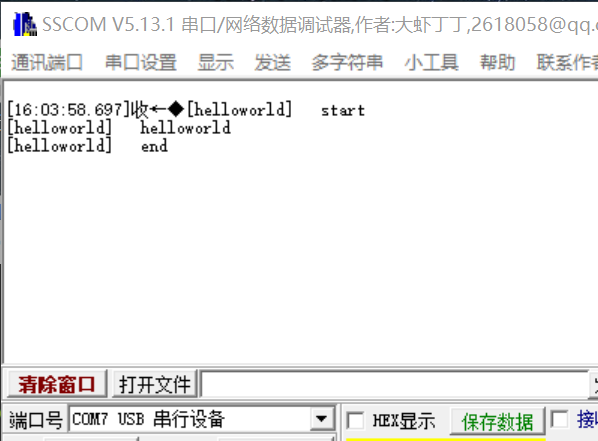 SSCOM V5.13.1 串口/网络数据调试器,作者:大虾丁丁,2618058@qq.
通讯端口 串口设置 显示 发送 多字符串 小工具 帮助 联系作者
[16:03:58.697]收←◆[helloworld] start
[helloworld] helloworld
[helloworld] end
清除窗口 打开文件
端口号 COM7 USB 串行设备 HEX显示 保存数据 接收